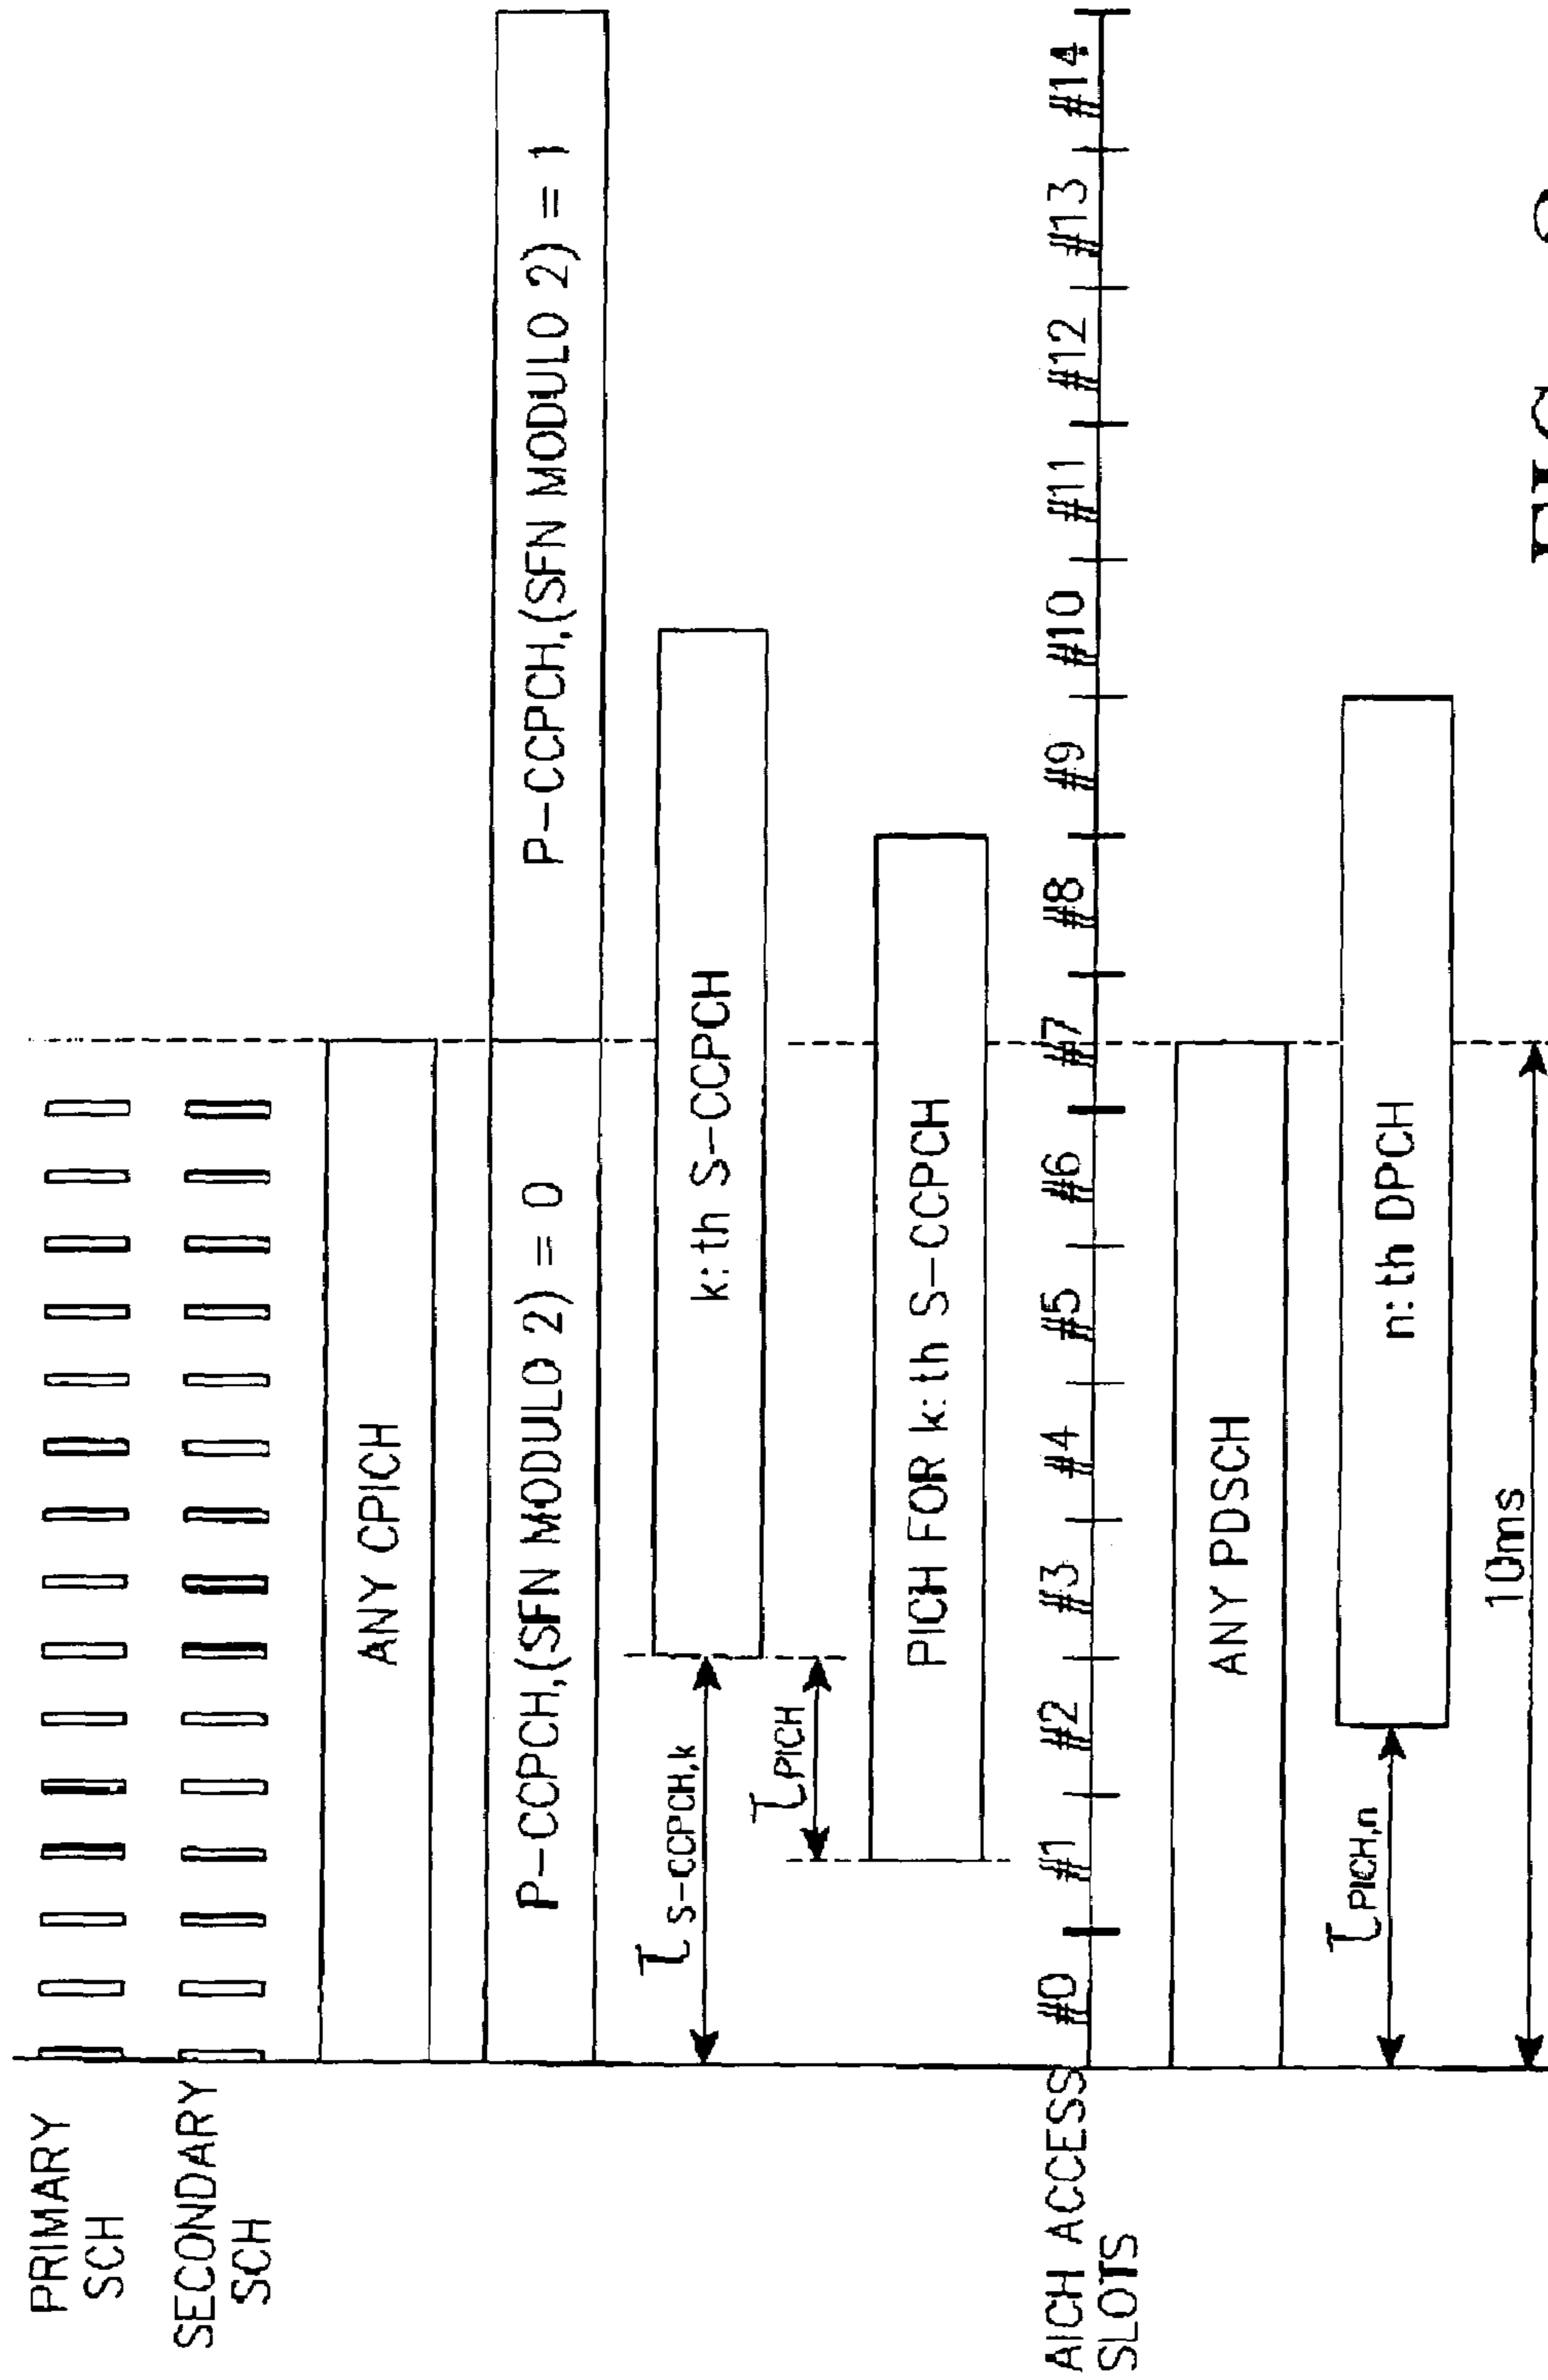 PRIMARY
SCH
SECONDARY
SCH
ANY CPICH
P-CCPCH,(SFN MODULO 2) = 0
P-CCPCH,(SFN MODULO 2) = 1
τ S-CCPCH,k
k:th S-CCPCH
τPICH
PICH FOR k:th S-CCPCH
AICH ACCESS
SLOTS
#0 #1 #2 #3 #4 #5 #6 #7 #8 #9 #10 #11 #12 #13 #14
ANY PDSCH
τPICH,n
n:th DPCH
10ms